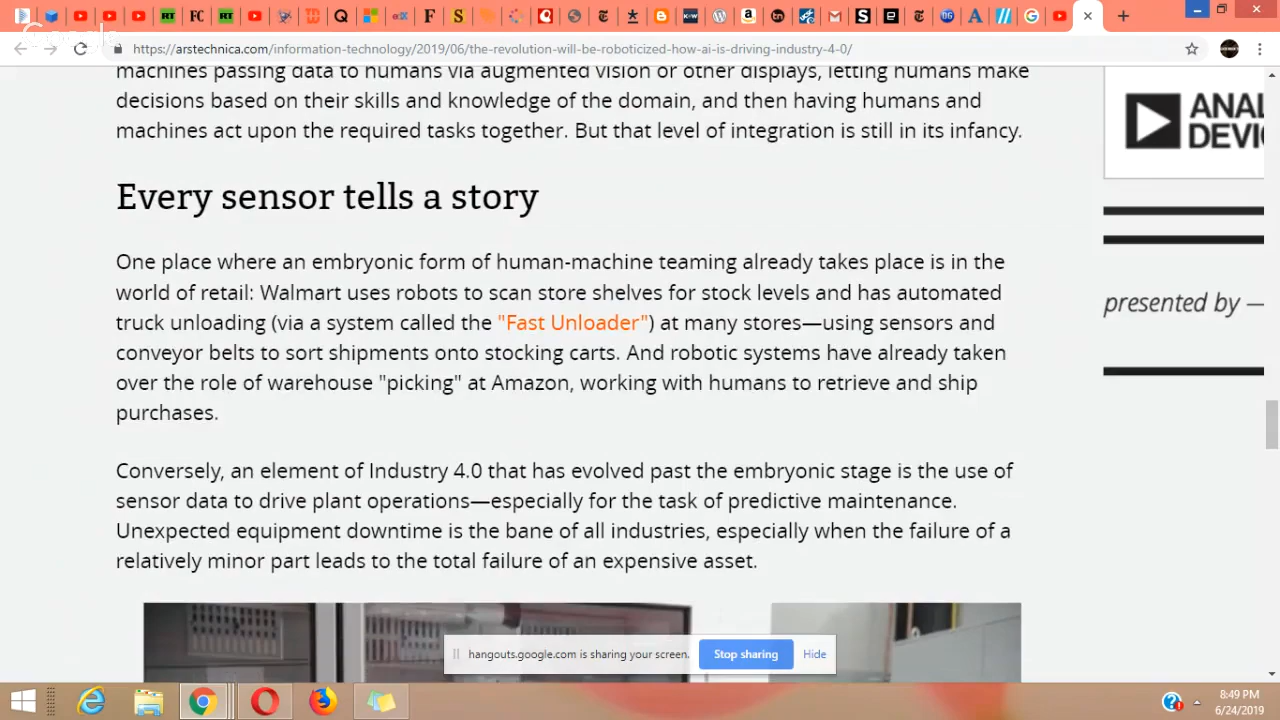 https://arstechnica.com/information-technology/2019/06/the-revolution-will-be-roboticized-how-ai-is-driving-industry-4-0/
machines passing data to humans via augmented vision or other displays, letting humans make
decisions based on their skills and knowledge of the domain, and then having humans and
machines act upon the required tasks together. But that level of integration is still in its infancy.
ANAL
DEVIC
Every sensor tells a story
One place where an embryonic form of human-machine teaming already takes place is in the
world of retail: Walmart uses robots to scan store shelves for stock levels and has automated
truck unloading (via a system called the "Fast Unloader") at many stores—using sensors and
conveyor belts to sort shipments onto stocking carts. And robotic systems have already taken
over the role of warehouse "picking" at Amazon, working with humans to retrieve and ship
purchases.
presented by —
Conversely, an element of Industry 4.0 that has evolved past the embryonic stage is the use of
sensor data to drive plant operations—especially for the task of predictive maintenance.
Unexpected equipment downtime is the bane of all industries, especially when the failure of a
relatively minor part leads to the total failure of an expensive asset.
hangouts.google.com is sharing your screen.
Stop sharing
Hide
8:49 PM
6/24/2019